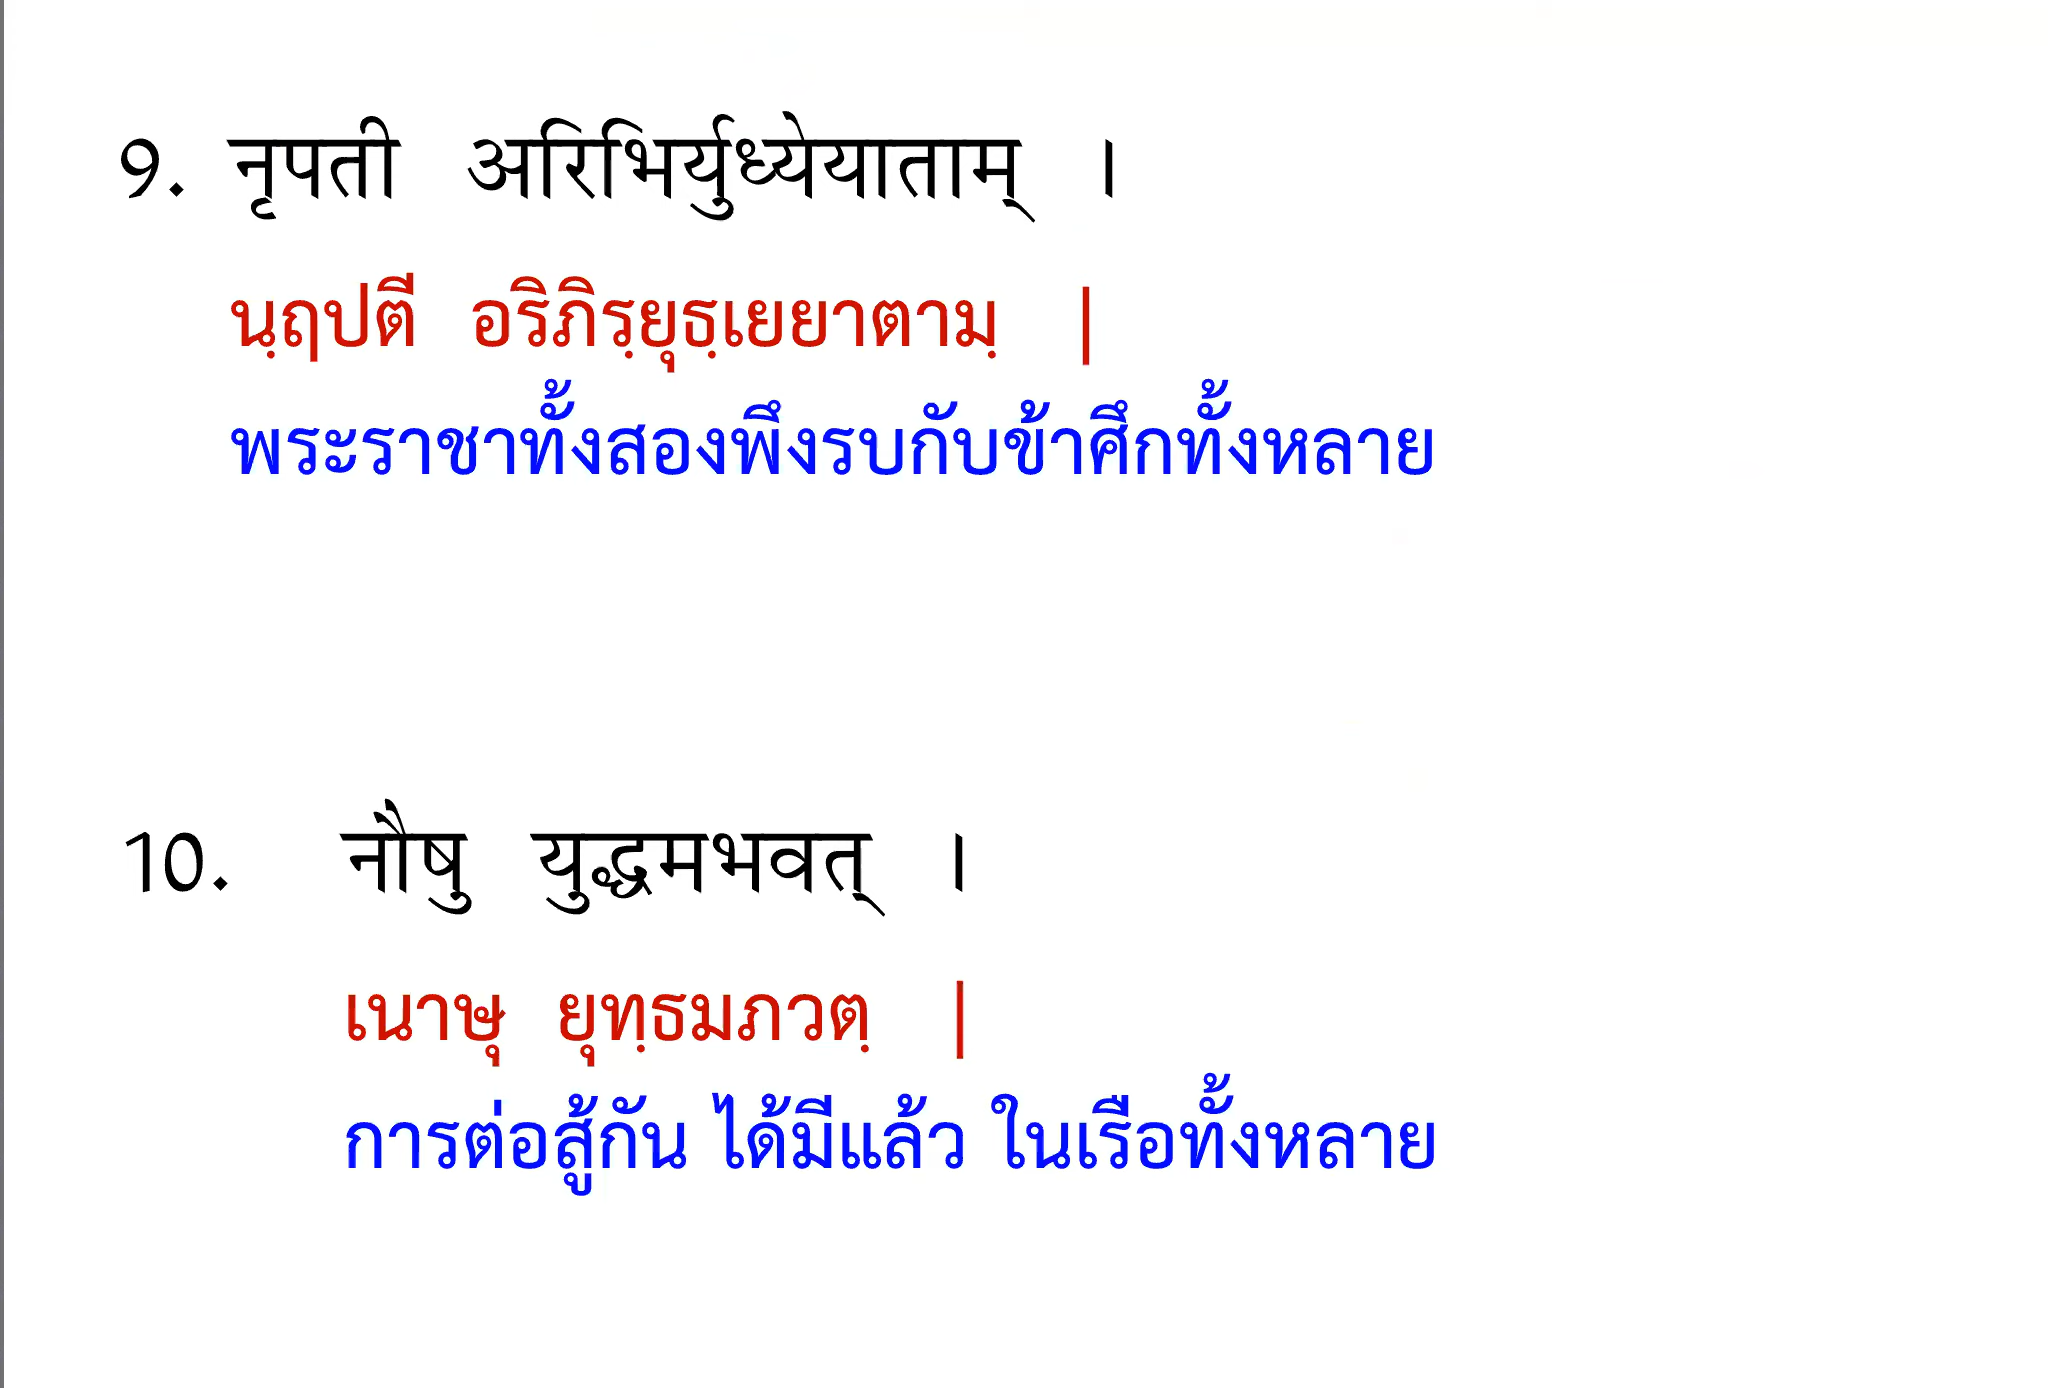 9. नृपती अरिभिर्युध्येयाताम् ।
นฺฤปตี อริภิรฺยุธฺเยยาตามฺ |
พระราชาทั้งสองพึงรบกับข้าศึกทั้งหลาย
10. नौषु युद्धमभवत् ।
เนาษุ ยุทฺธมภวตฺ |
การต่อสู้กัน ได้มีแล้ว ในเรือทั้งหลาย